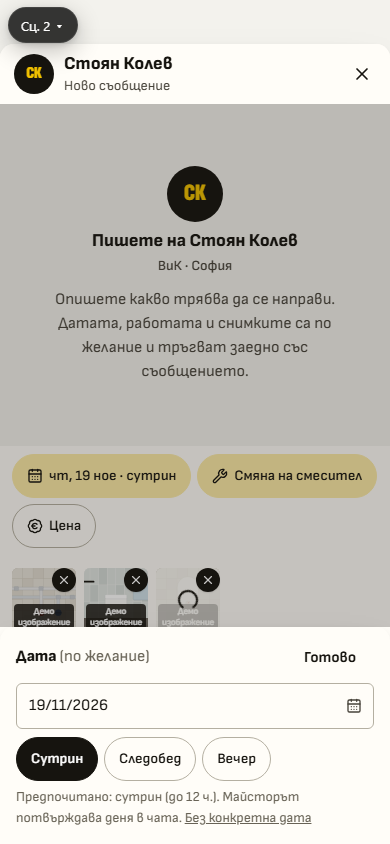 Сц. 2
СК
Стоян Колев
Ново съобщение
СК
Пишете на Стоян Колев
ВиК · София
Опишете какво трябва да се направи.
Датата, работата и снимките са по
желание и тръгват заедно със
съобщението.
чт, 19 ное · сутрин
Смяна на смесител
Цена
Демо
изображение
Демо
изображение
Демо
изображение
Дата (по желание)
Готово
19/11/2026
Сутрин
Следобед
Вечер
Предпочитано: сутрин (до 12 ч.). Майсторът
потвърждава деня в чата. Без конкретна дата